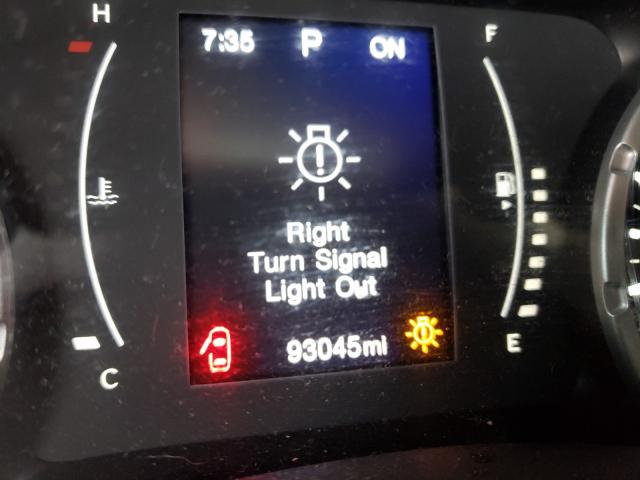 H
7:35 P ON
F
Right
Turn Signal
Light Out
93045mi
C
E